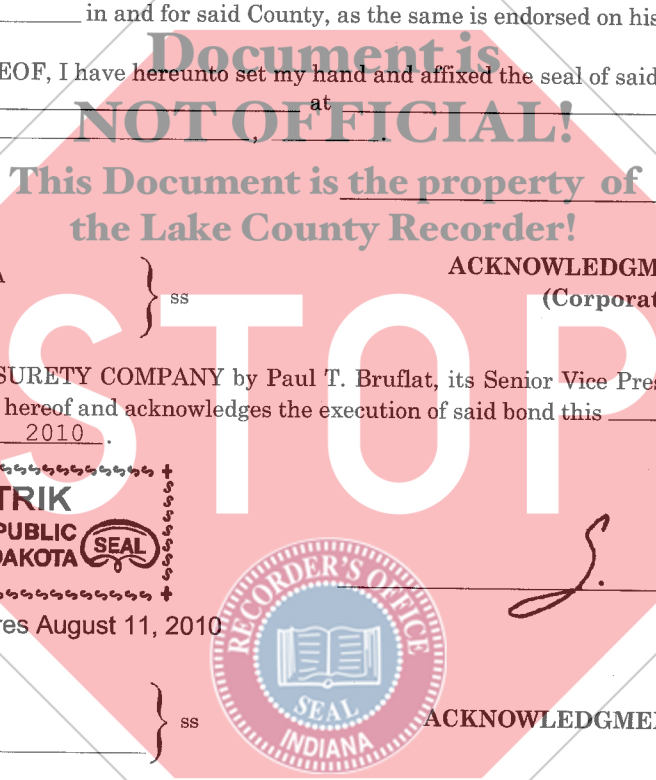 in and for said County, as the same is endorsed on his
EOF, I have hereunto set my hand and affixed the seal of said
at
Document is
NOT OFFICIAL!
This Document is the property of
the Lake County Recorder!
STOP
} ss
ACKNOWLEDGM
(Corporat
SURETY COMPANY by Paul T. Bruflat, its Senior Vice Pres
hereof and acknowledges the execution of said bond this
2010 .
TRIK
PUBLIC
DAKOTA
SEAL
res August 11, 2010
RECORDER'S OFFICE
SEAL
INDIANA
} ss
ACKNOWLEDGME